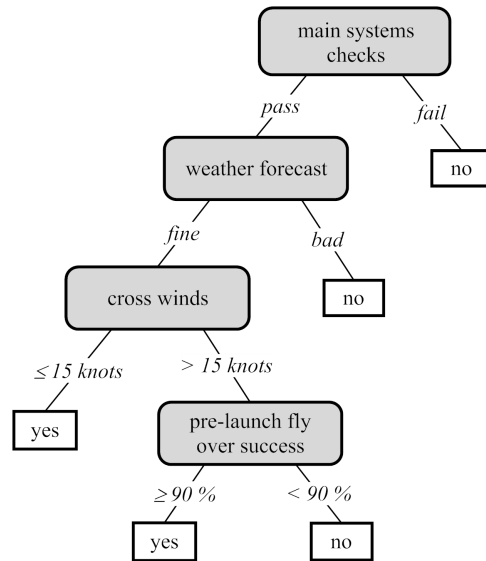 main systems
checks
pass
fail
weather forecast
no
fine
bad
cross winds
no
≤ 15 knots
> 15 knots
yes
pre-launch fly
over success
≥ 90 %
< 90 %
yes
no